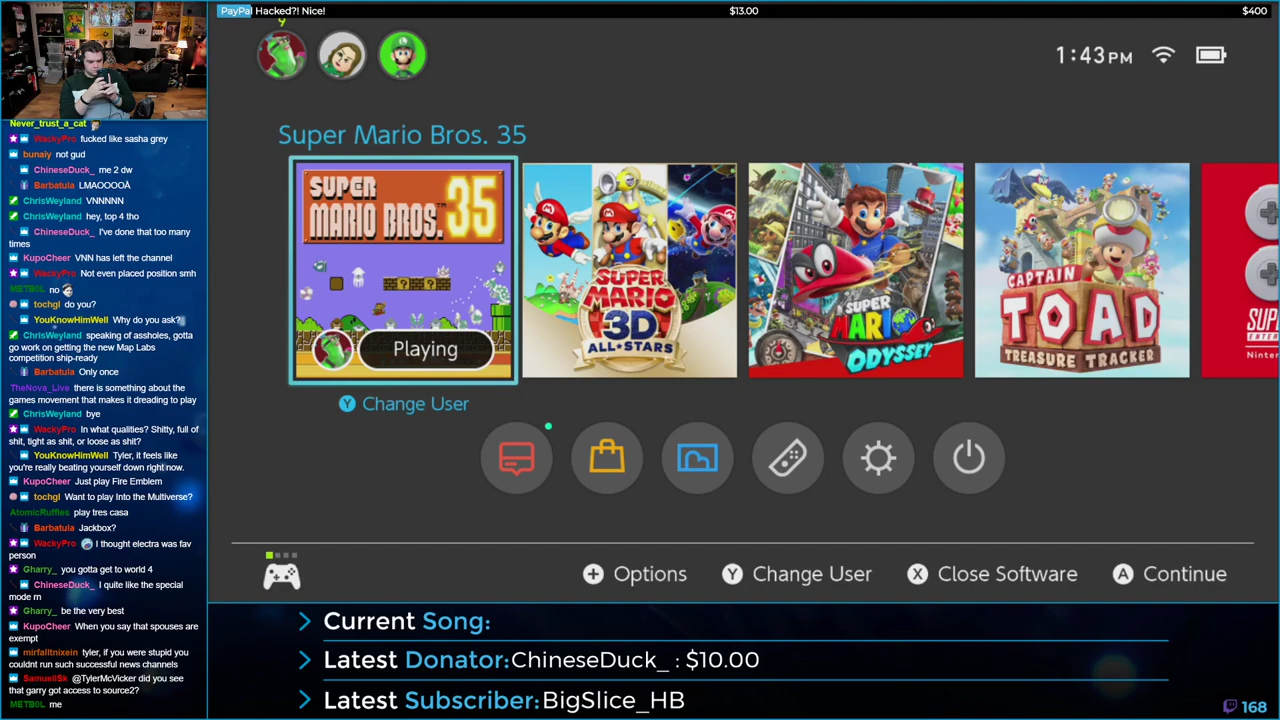 PayPal Hacked?! Nice!
$13.00
$400
1:43PM
Never_trust_a_cat
WackyPro fucked like sasha grey
bunaiy not gud
ChineseDuck_ me 2 dw
Barbatula LMAOOOOÀ
ChrisWeyland VNNNNN
ChrisWeyland hey, top 4 tho
ChineseDuck_ I've done that too many
times
KupoCheer VNN has left the channel
WackyPro Not even placed position smh
METB0L no
tochgl do you?
YouKnowHimWell Why do you ask?
ChrisWeyland speaking of assholes, gotta
go work on getting the new Map Labs
competition ship-ready
Barbatula Only once
TheNova_Live there is something about the
games movement that makes it dreading to play
ChrisWeyland bye
WackyPro In what qualities? Shitty, full of
shit, tight as shit, or loose as shit?
YouKnowHimWell Tyler, it feels like
you're really beating yourself down right now.
KupoCheer Just play Fire Emblem
tochgl Want to play Into the Multiverse?
AtomicRuffles play tres casa
Barbatula Jackbox?
WackyPro I thought electra was fav
person
Gharry_ you gotta get to world 4
ChineseDuck_ I quite like the special
mode m
Gharry_ be the very best
KupoCheer When you say that spouses are
exempt
mirfalltnixein tyler, if you were stupid you
couldnt run such successful news channels
SamuellSk @TylerMcVicker did you see
that garry got access to source2?
METB0L me
Super Mario Bros. 35
SUPER
MARIO BROS. 35
Playing
SUPER
MARIO
3D
ALL★STARS
SUPER
MARIO
ODYSSEY
CAPTAIN
TOAD
TREASURE TRACKER
Y Change User
+ Options
Y Change User
X Close Software
A Continue
Current Song:
Latest Donator:ChineseDuck_ : $10.00
Latest Subscriber:BigSlice_HB
168